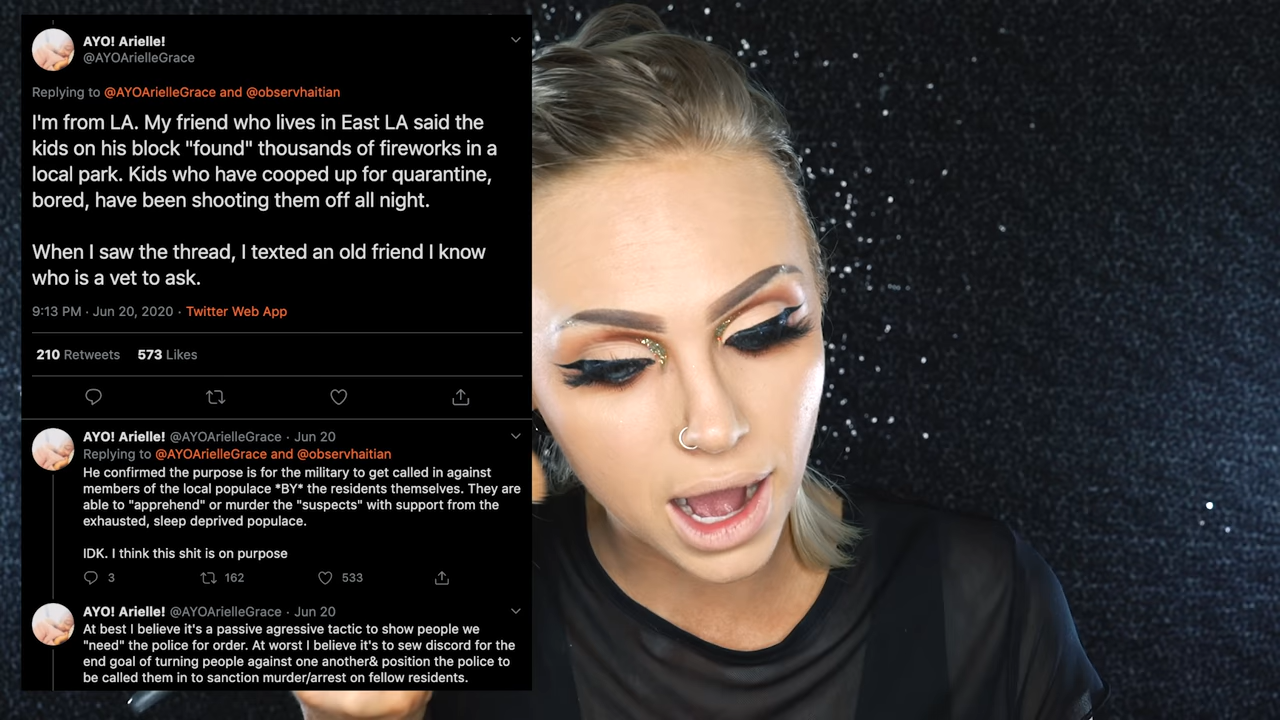 AYO! Arielle!
@AYOArielleGrace
Replying to @AYOArielleGrace and @observhaitian
I'm from LA. My friend who lives in East LA said the
kids on his block "found" thousands of fireworks in a
local park. Kids who have cooped up for quarantine,
bored, have been shooting them off all night.
When I saw the thread, I texted an old friend I know
who is a vet to ask.
9:13 PM · Jun 20, 2020 · Twitter Web App
210 Retweets 573 Likes
AYO! Arielle! @AYOArielleGrace · Jun 20
Replying to @AYOArielleGrace and @observhaitian
He confirmed the purpose is for the military to get called in against
members of the local populace *BY* the residents themselves. They are
able to "apprehend" or murder the "suspects" with support from the
exhausted, sleep deprived populace.
IDK. I think this shit is on purpose
3 162 533
AYO! Arielle! @AYOArielleGrace · Jun 20
At best I believe it's a passive agressive tactic to show people we
"need" the police for order. At worst I believe it's to sew discord for the
end goal of turning people against one another& position the police to
be called them in to sanction murder/arrest on fellow residents.